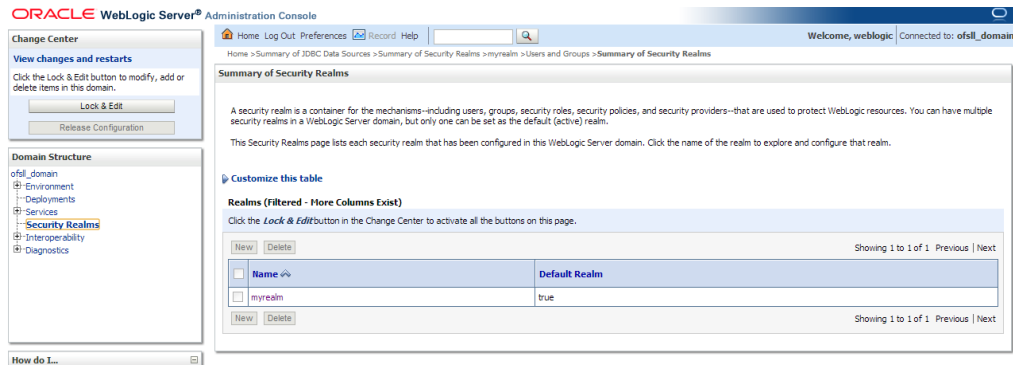 ORACLE WebLogic Server® Administration Console
Change Center
View changes and restarts
Click the Lock & Edit button to modify, add or
delete items in this domain.
Lock & Edit
Release Configuration
Domain Structure
ofsll_domain
Environment
Deployments
Services
Security Realms
Interoperability
Diagnostics
How do I...
Home Log Out Preferences Record Help
Welcome, weblogic Connected to: ofsll_domain
Home >Summary of JDBC Data Sources >Summary of Security Realms >myrealm >Users and Groups >Summary of Security Realms
Summary of Security Realms
A security realm is a container for the mechanisms--including users, groups, security roles, security policies, and security providers--that are used to protect WebLogic resources. You can have multiple
security realms in a WebLogic Server domain, but only one can be set as the default (active) realm.
This Security Realms page lists each security realm that has been configured in this WebLogic Server domain. Click the name of the realm to explore and configure that realm.
Customize this table
Realms (Filtered - More Columns Exist)
Click the Lock & Edit button in the Change Center to activate all the buttons on this page.
New Delete Showing 1 to 1 of 1 Previous | Next
Name Default Realm
myrealm true
New Delete Showing 1 to 1 of 1 Previous | Next